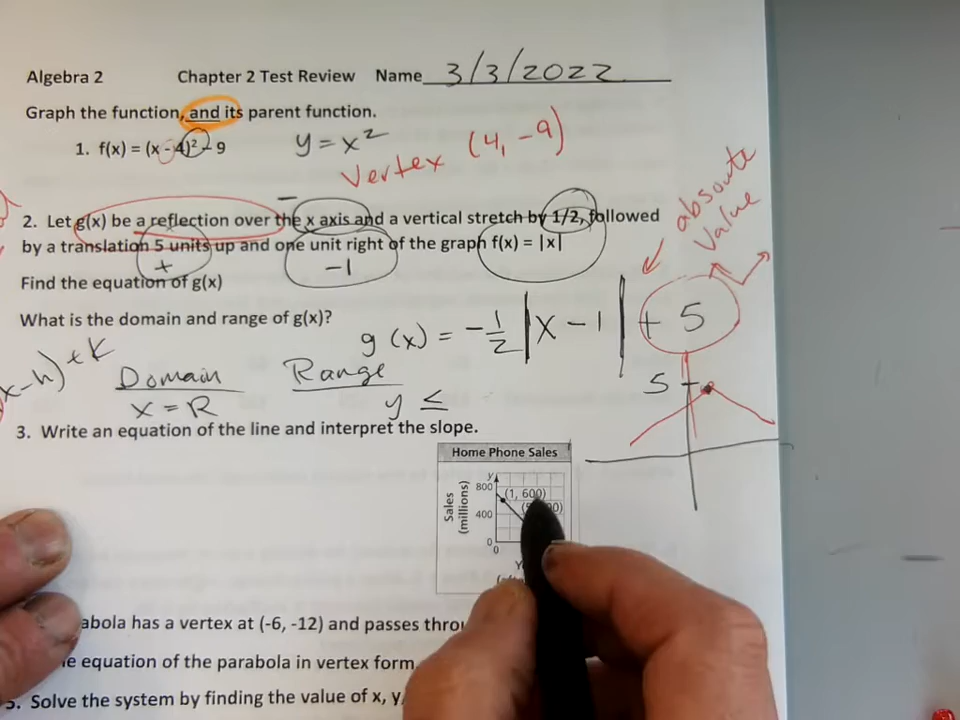 Algebra 2 Chapter 2 Test Review Name 3/3/2022
Graph the function, and its parent function.
1. f(x) = (x - 4)² - 9 y = x² Vertex (4, -9)
absolute value
2. Let g(x) be a reflection over the x axis and a vertical stretch by 1/2, followed
by a translation 5 units up and one unit right of the graph f(x) = |x|
+ -1
Find the equation of g(x)
What is the domain and range of g(x)?
g(x) = -1/2 |x - 1| + 5
x-h) + K
Domain Range 5
x = R y ≤
3. Write an equation of the line and interpret the slope.
Home Phone Sales
Sales
(millions)
y
800
400
0
0
(1, 600)
abola has a vertex at (-6, -12) and passes
e equation of the parabola in vertex form
5. Solve the system by finding the value of x, y,